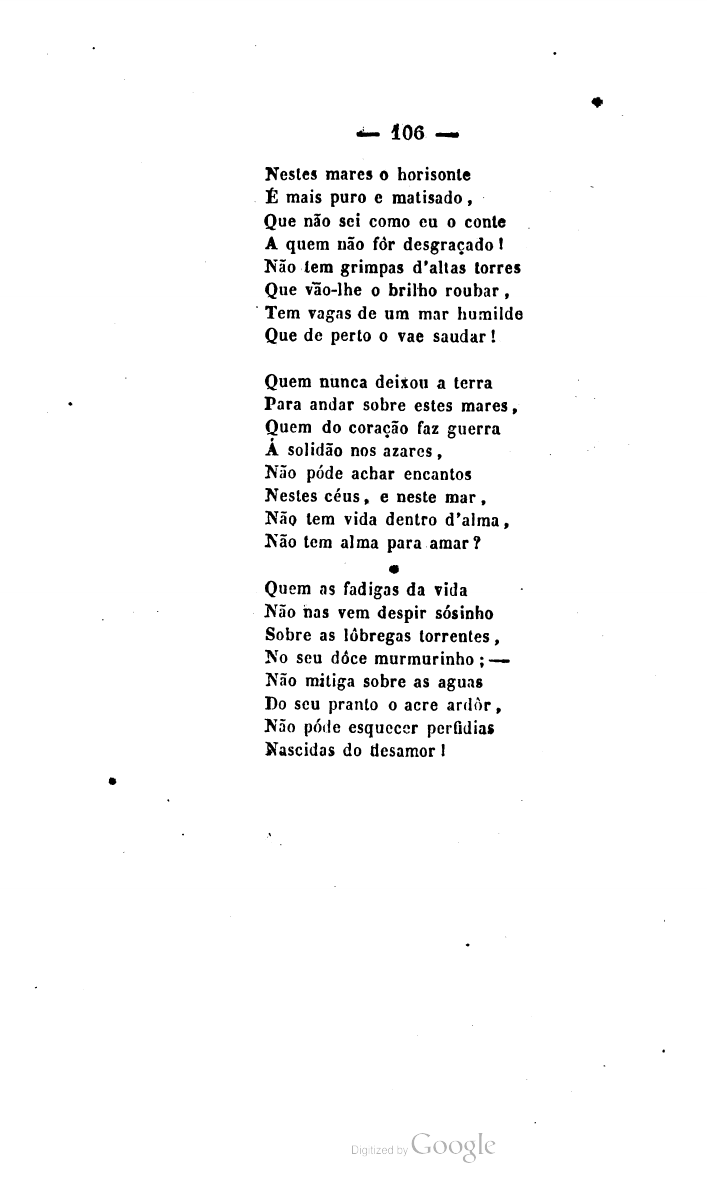 — 106 —
Nestes mares o horisonte
É mais puro e matisado,
Que não sei como eu o conte
A quem não fôr desgraçado!
Não tem grimpas d'altas torres
Que vão-lhe o brilho roubar,
Tem vagas de um mar humilde
Que de perto o vae saudar!
Quem nunca deixou a terra
Para andar sobre estes mares,
Quem do coração faz guerra
Á solidão nos azares,
Não póde achar encantos
Nestes céus, e neste mar,
Não tem vida dentro d'alma,
Não tem alma para amar?
Quem as fadigas da vida
Não nas vem despir sósinho
Sobre as lôbregas torrentes,
No seu dôce murmurinho;—
Não mitiga sobre as aguas
Do seu pranto o acre ardôr,
Não póde esquecer perfidias
Nascidas do desamor!
Digitized by Google